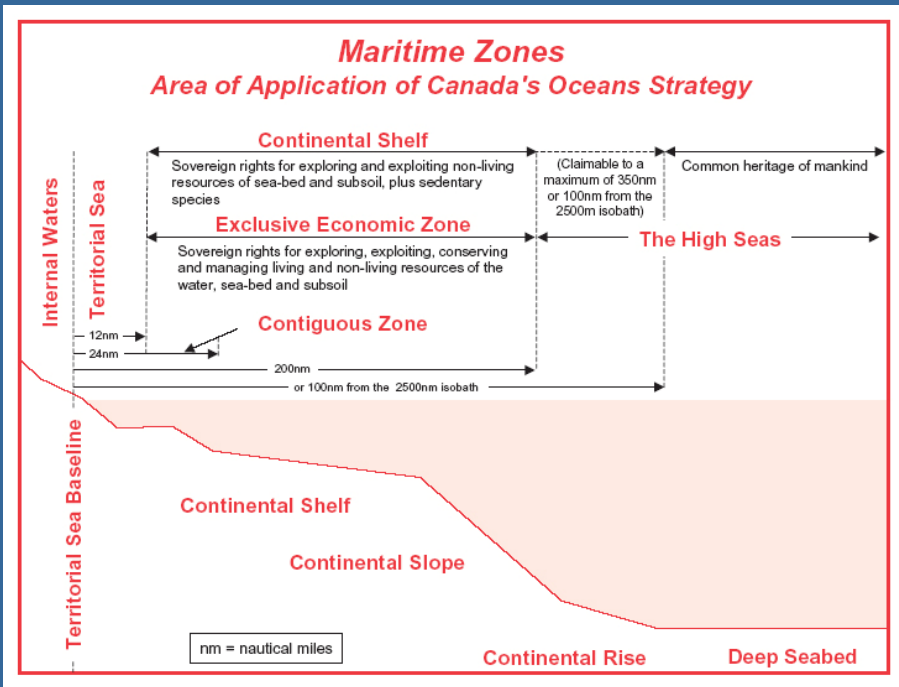 Maritime Zones
Area of Application of Canada's Oceans Strategy
Internal Waters
Territorial Sea
Continental Shelf
Sovereign rights for exploring and exploiting non-living
resources of sea-bed and subsoil, plus sedentary
species
(Claimable to a
maximum of 350nm
or 100nm from the
2500m isobath)
Common heritage of mankind
Exclusive Economic Zone
Sovereign rights for exploring, exploiting, conserving
and managing living and non-living resources of the
water, sea-bed and subsoil
The High Seas
Contiguous Zone
12nm
24nm
200nm
or 100nm from the 2500nm isobath
Territorial Sea Baseline
Continental Shelf
Continental Slope
nm = nautical miles
Continental Rise
Deep Seabed